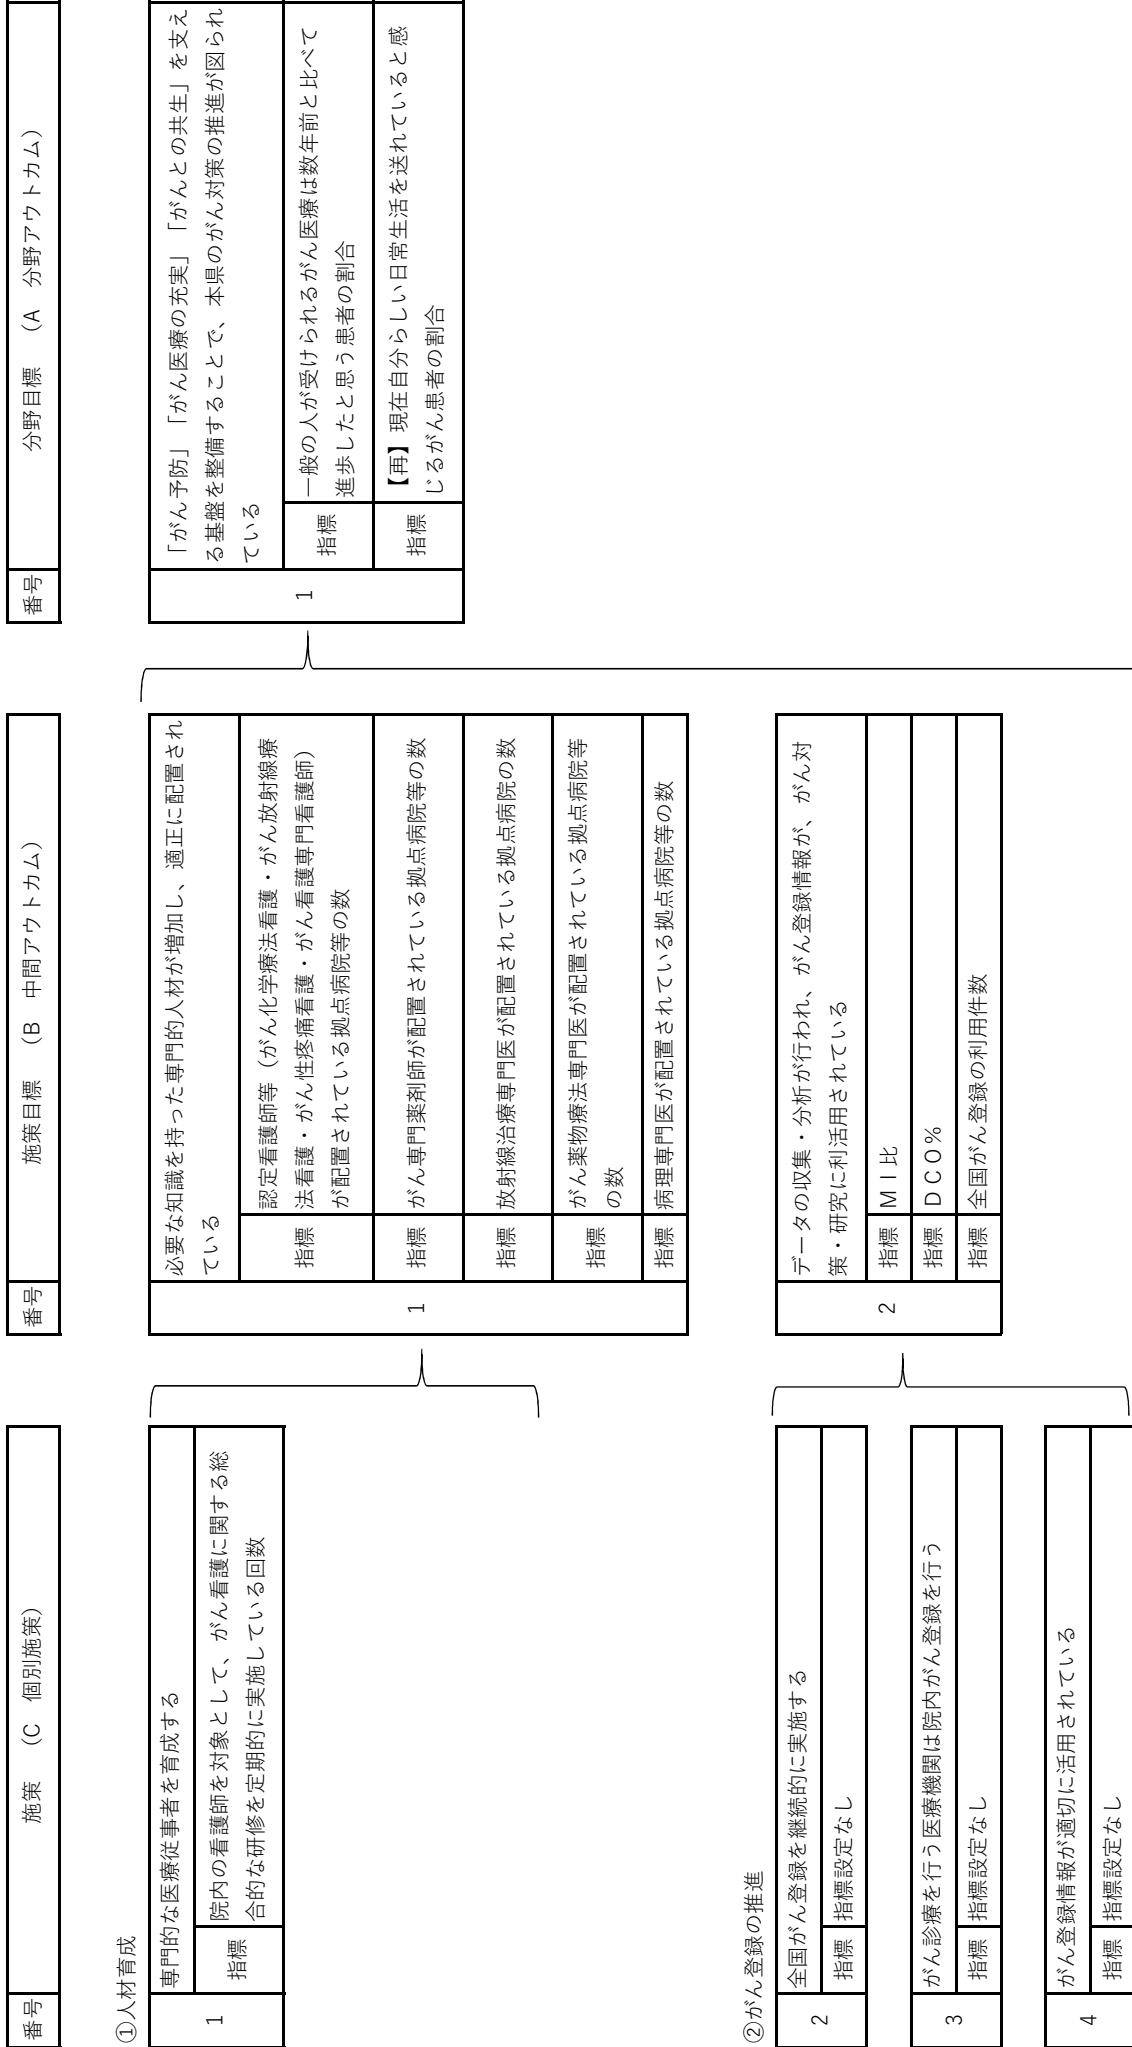 番号
施策　（C　個別施策）
番号
施策目標　（B　中間アウトカム）
番号
分野目標　（A　分野アウトカム）
①人材育成
1
専門的な医療従事者を育成する
指標
院内の看護師を対象として、がん看護に関する総
合的な研修を定期的に実施している回数
1
必要な知識を持った専門的人材が増加し、適正に配置され
ている
指標
認定看護師等（がん化学療法看護・がん放射線療
法看護・がん性疼痛看護・がん看護専門看護師）
が配置されている拠点病院等の数
指標
がん専門薬剤師が配置されている拠点病院等の数
指標
放射線治療専門医が配置されている拠点病院の数
指標
がん薬物療法専門医が配置されている拠点病院等
の数
指標
病理専門医が配置されている拠点病院等の数
1
「がん予防」「がん医療の充実」「がんとの共生」を支え
る基盤を整備することで、本県のがん対策の推進が図られ
ている
指標
一般の人が受けられるがん医療は数年前と比べて
進歩したと思う患者の割合
指標
【再】現在自分らしい日常生活を送れていると感
じるがん患者の割合
②がん登録の推進
2
全国がん登録を継続的に実施する
指標
指標設定なし
3
がん診療を行う医療機関は院内がん登録を行う
指標
指標設定なし
4
がん登録情報が適切に活用されている
指標
指標設定なし
2
データの収集・分析が行われ、がん登録情報が、がん対
策・研究に利活用されている
指標
ＭＩ比
指標
ＤＣＯ％
指標
全国がん登録の利用件数